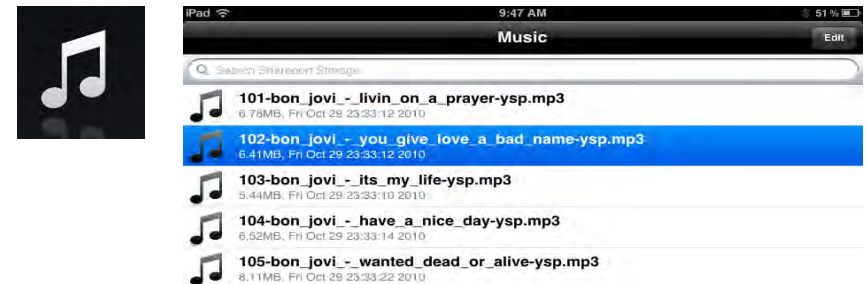 iPad 9:47 AM 51 %
Music Edit
Search Shareport Storage
101-bon_jovi_-_livin_on_a_prayer-ysp.mp3
6.78MB, Fri Oct 29 23:33:12 2010
102-bon_jovi_-_you_give_love_a_bad_name-ysp.mp3
6.41MB, Fri Oct 29 23:33:12 2010
103-bon_jovi_-_its_my_life-ysp.mp3
5.44MB, Fri Oct 29 23:33:10 2010
104-bon_jovi_-_have_a_nice_day-ysp.mp3
6.52MB, Fri Oct 29 23:33:14 2010
105-bon_jovi_-_wanted_dead_or_alive-ysp.mp3
8.11MB, Fri Oct 29 23:33:22 2010